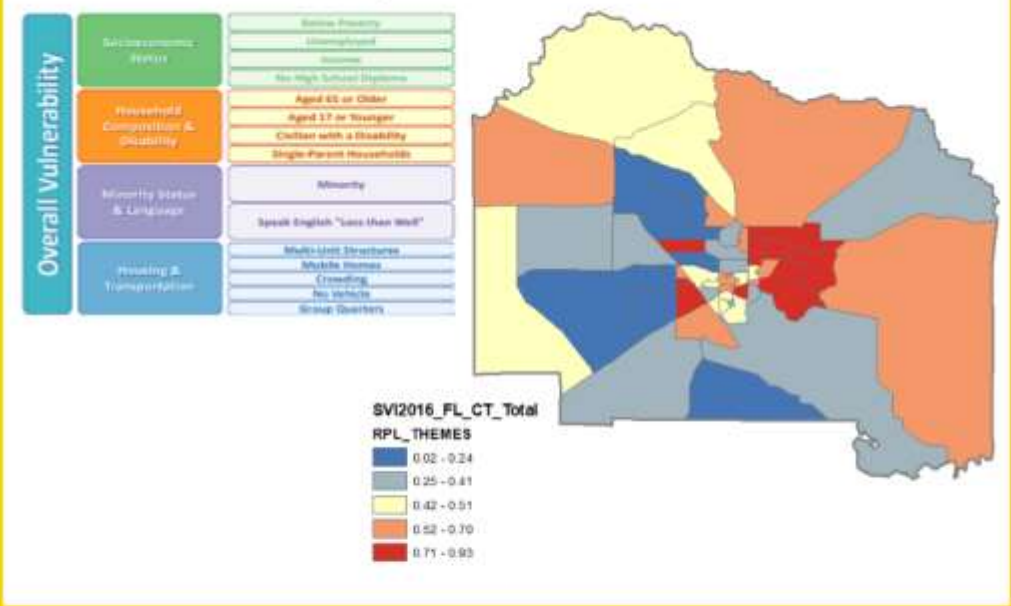 Overall Vulnerability
Socioeconomic
Status
Below Poverty
Unemployed
Income
No High School Diploma
Household
Composition &
Disability
Aged 65 or Older
Aged 17 or Younger
Civilian with a Disability
Single-Parent Households
Minority Status
& Language
Minority
Speak English "Less than Well"
Housing &
Transportation
Multi-Unit Structures
Mobile Homes
Crowding
No Vehicle
Group Quarters
SVI2016_FL_CT_Total
RPL_THEMES
0.02 - 0.24
0.25 - 0.41
0.42 - 0.51
0.52 - 0.70
0.71 - 0.93